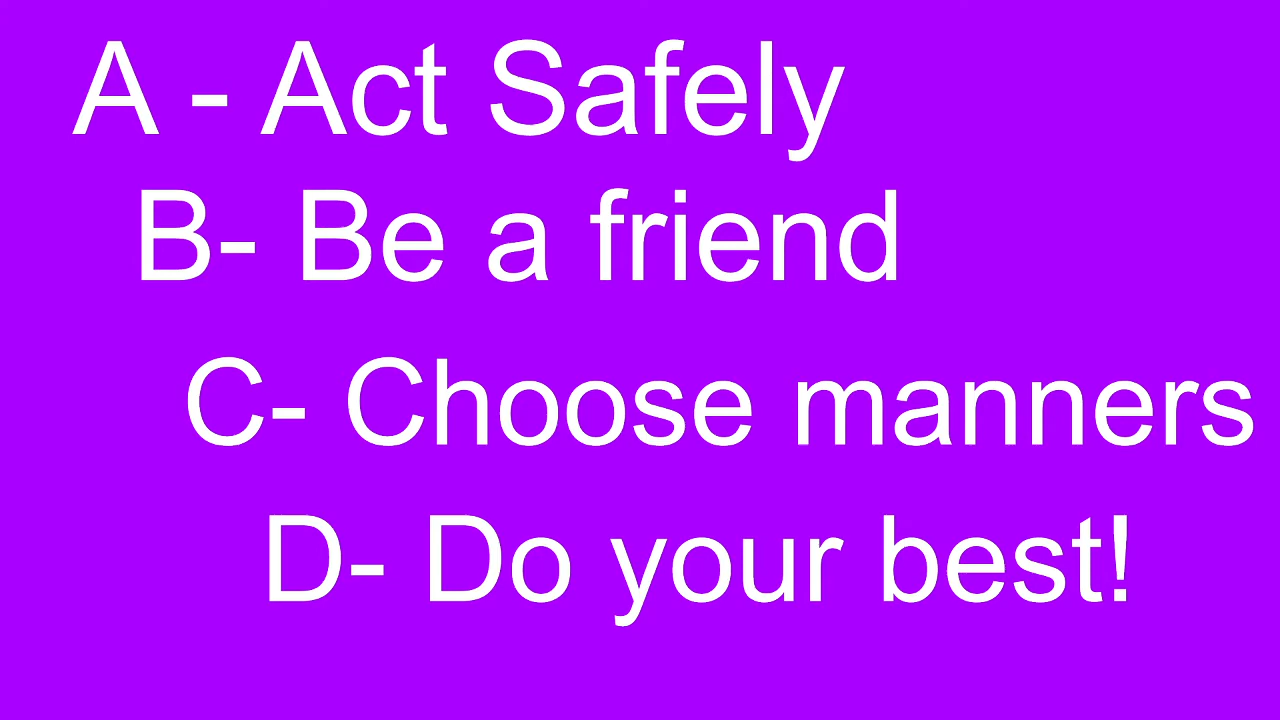 A - Act Safely
B- Be a friend
C- Choose manners
D- Do your best!